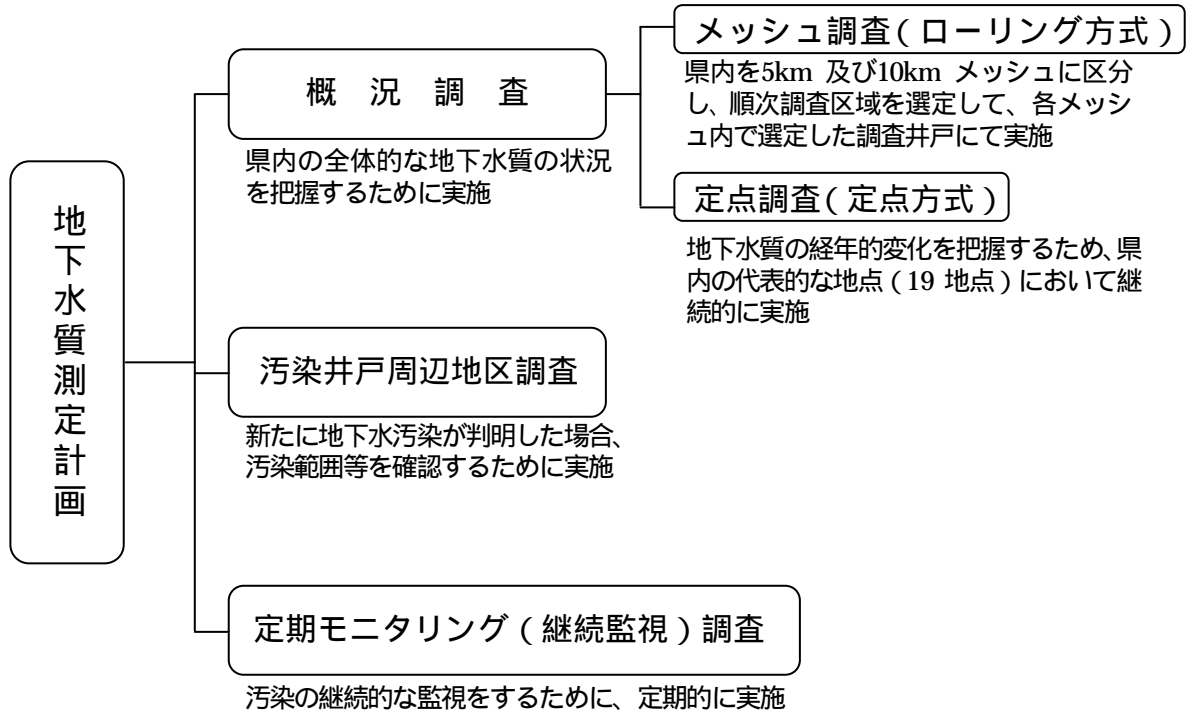 地下水質測定計画
概況調査
県内の全体的な地下水質の状況
を把握するために実施
メッシュ調査(ローリング方式)
県内を5km 及び10km メッシュに区分
し、順次調査区域を選定して、各メッシ
ュ内で選定した調査井戸にて実施
定点調査(定点方式)
地下水質の経年的変化を把握するため、県
内の代表的な地点(19 地点)において継
続的に実施
汚染井戸周辺地区調査
新たに地下水汚染が判明した場合、
汚染範囲等を確認するために実施
定期モニタリング(継続監視)調査
汚染の継続的な監視をするために、定期的に実施